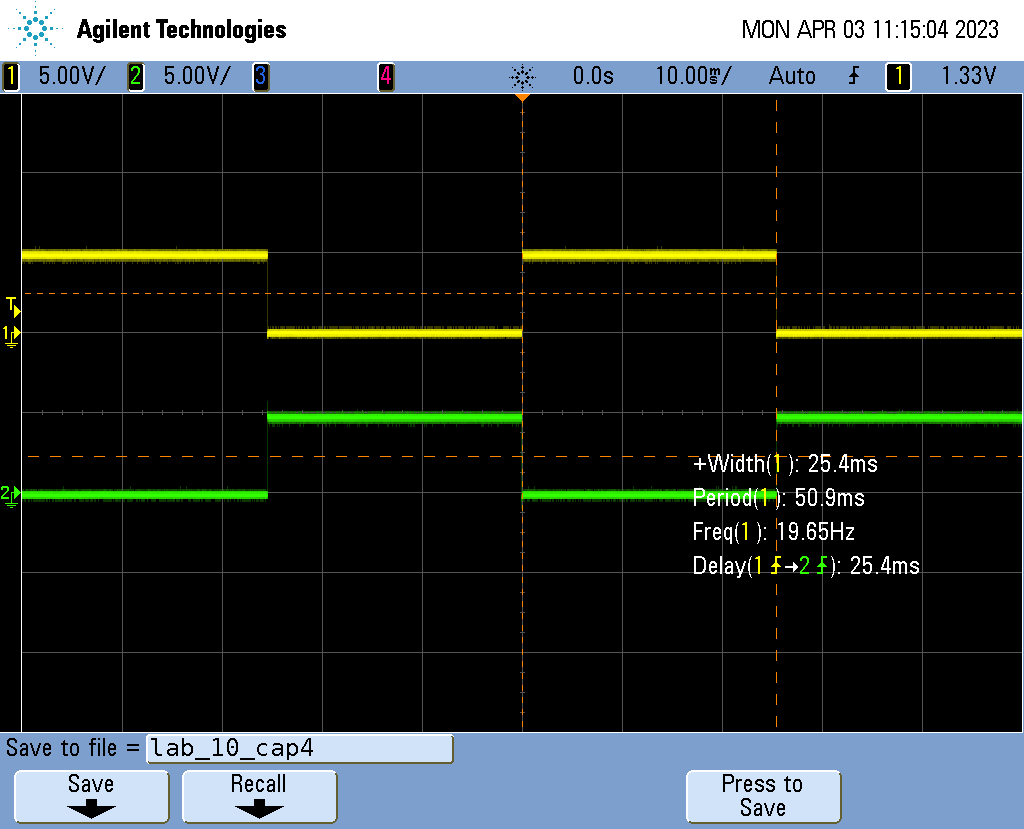 Agilent Technologies MON APR 03 11:15:04 2023
1 5.00V/ 2 5.00V/ 3 4 0.0s 10.00ms/ Auto 1 1.33V
T
1
2
+Width(1): 25.4ms
Period(1): 50.9ms
Freq(1): 19.65Hz
Delay(1→2): 25.4ms
Save to file = lab_10_cap4
Save Recall Press to Save